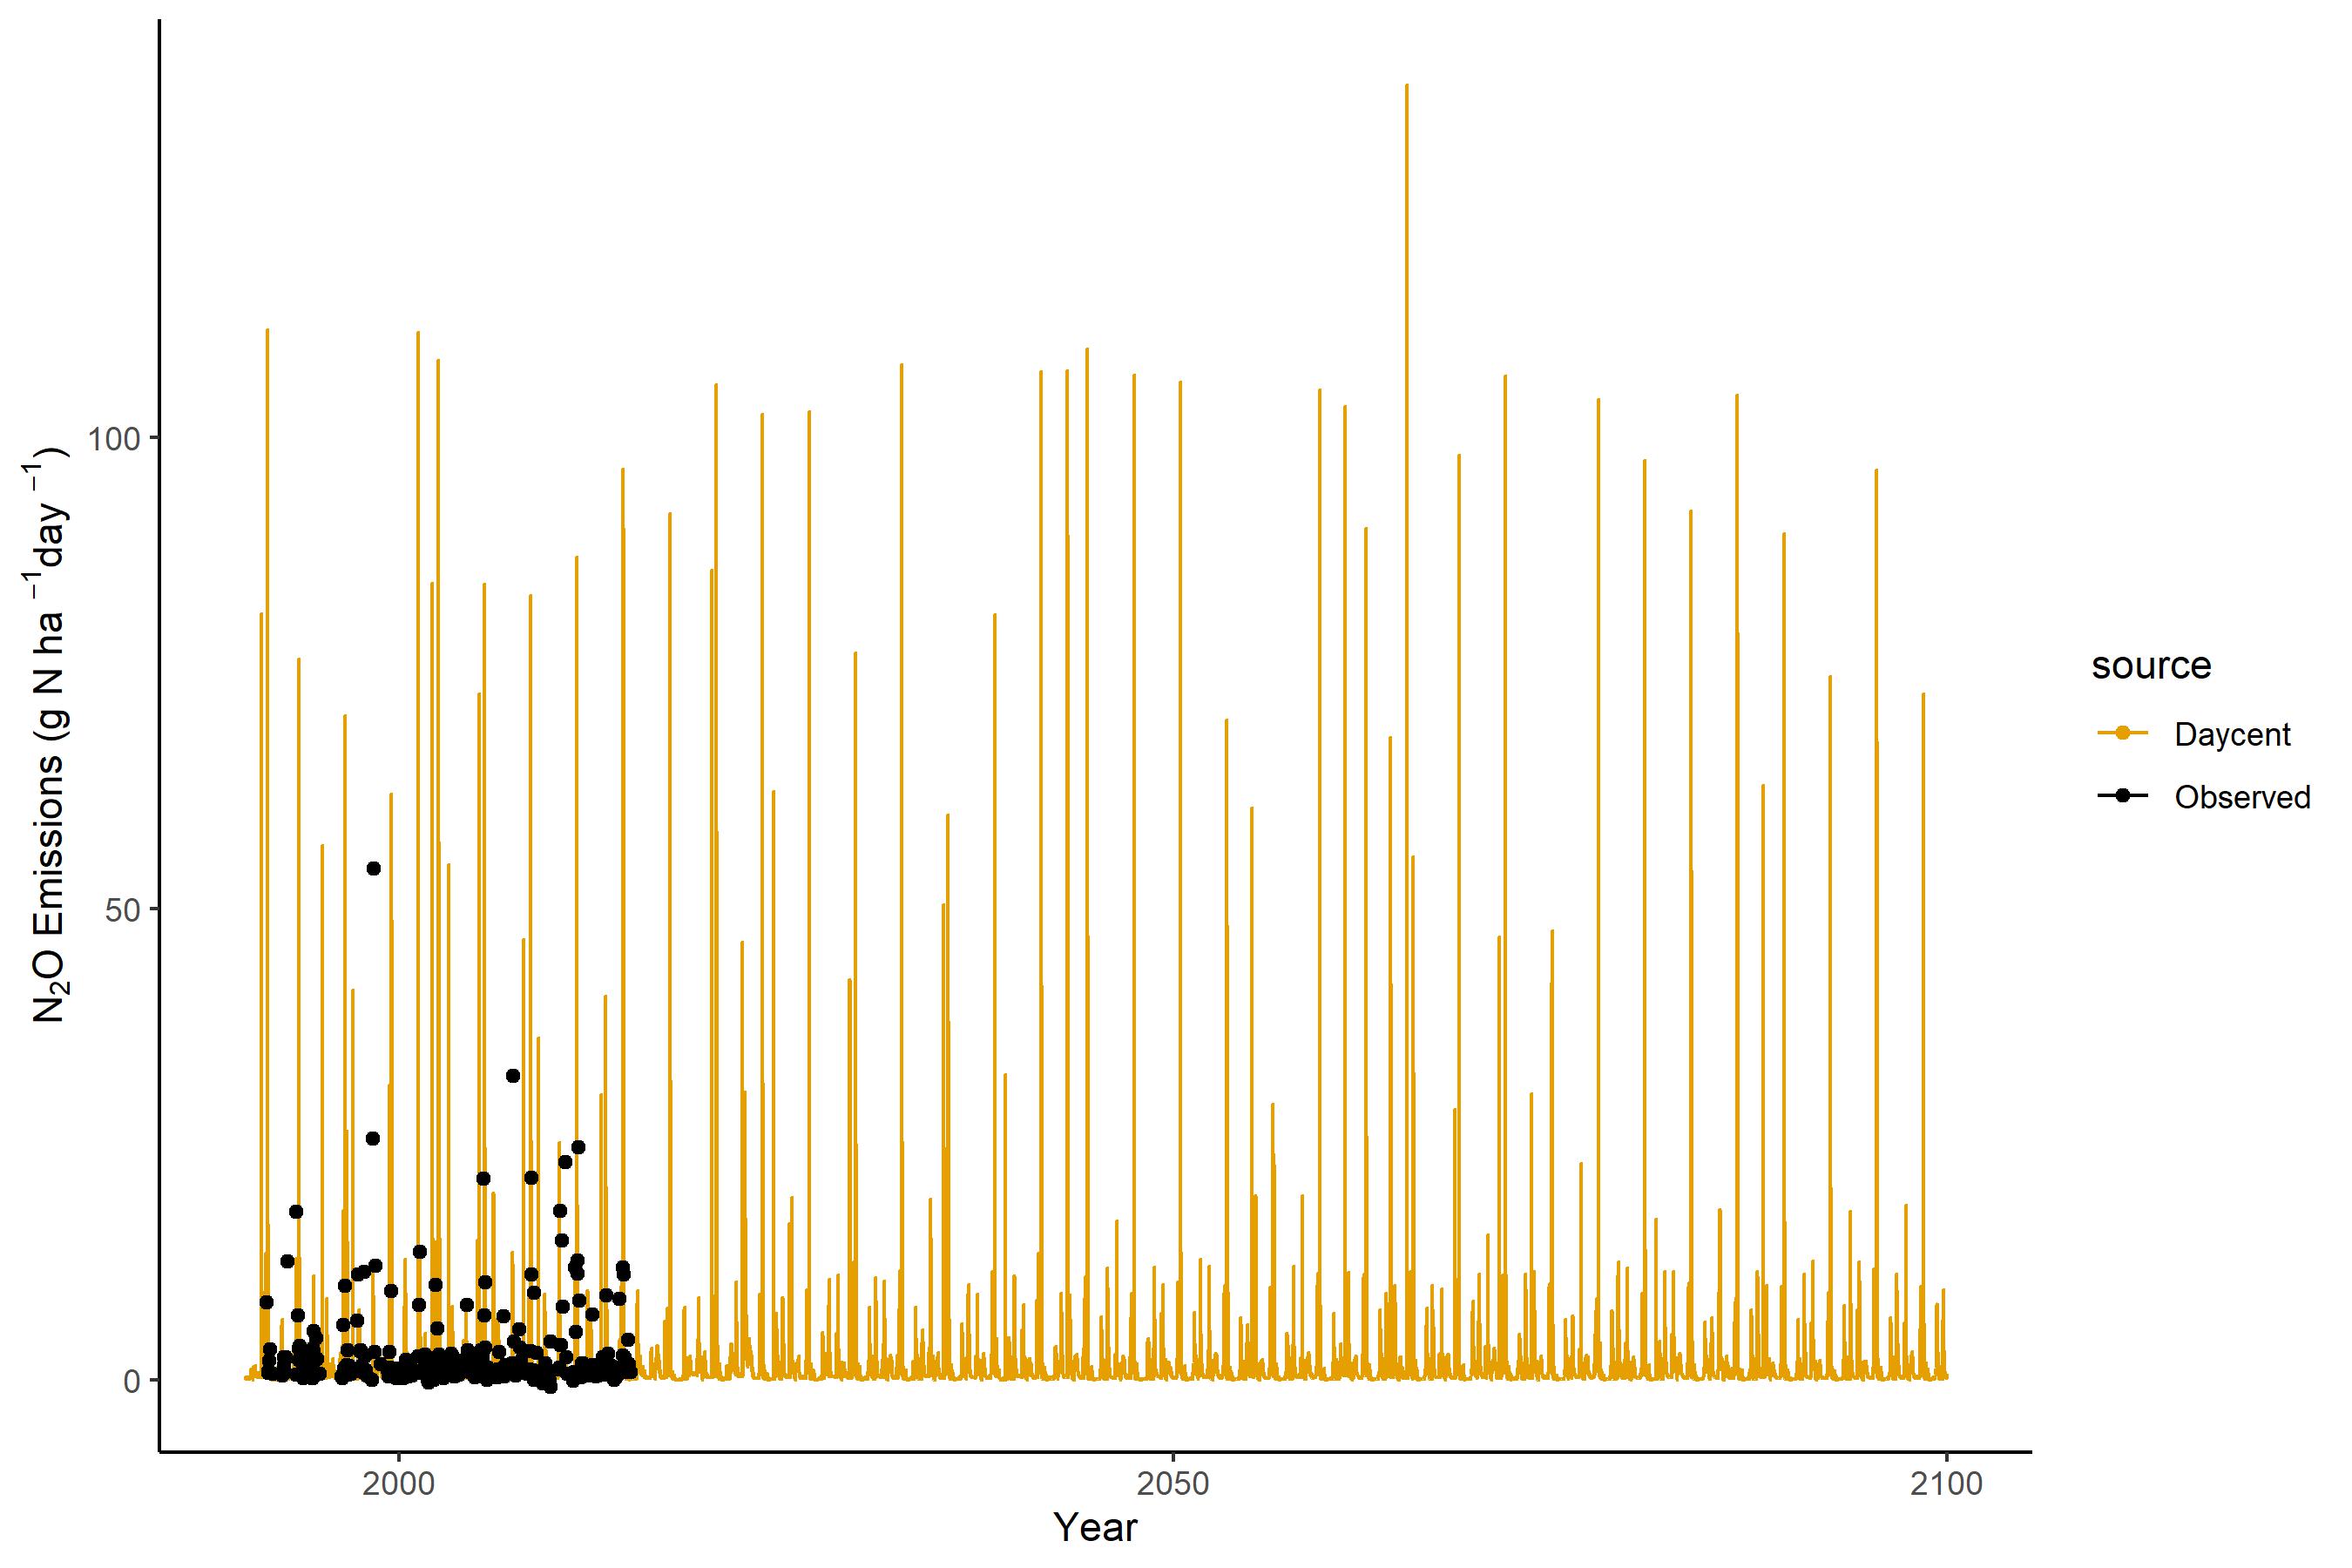 N₂O Emissions (g N ha ⁻¹day ⁻¹)
100
50
0
2000
2050
2100
Year
source
Daycent
Observed